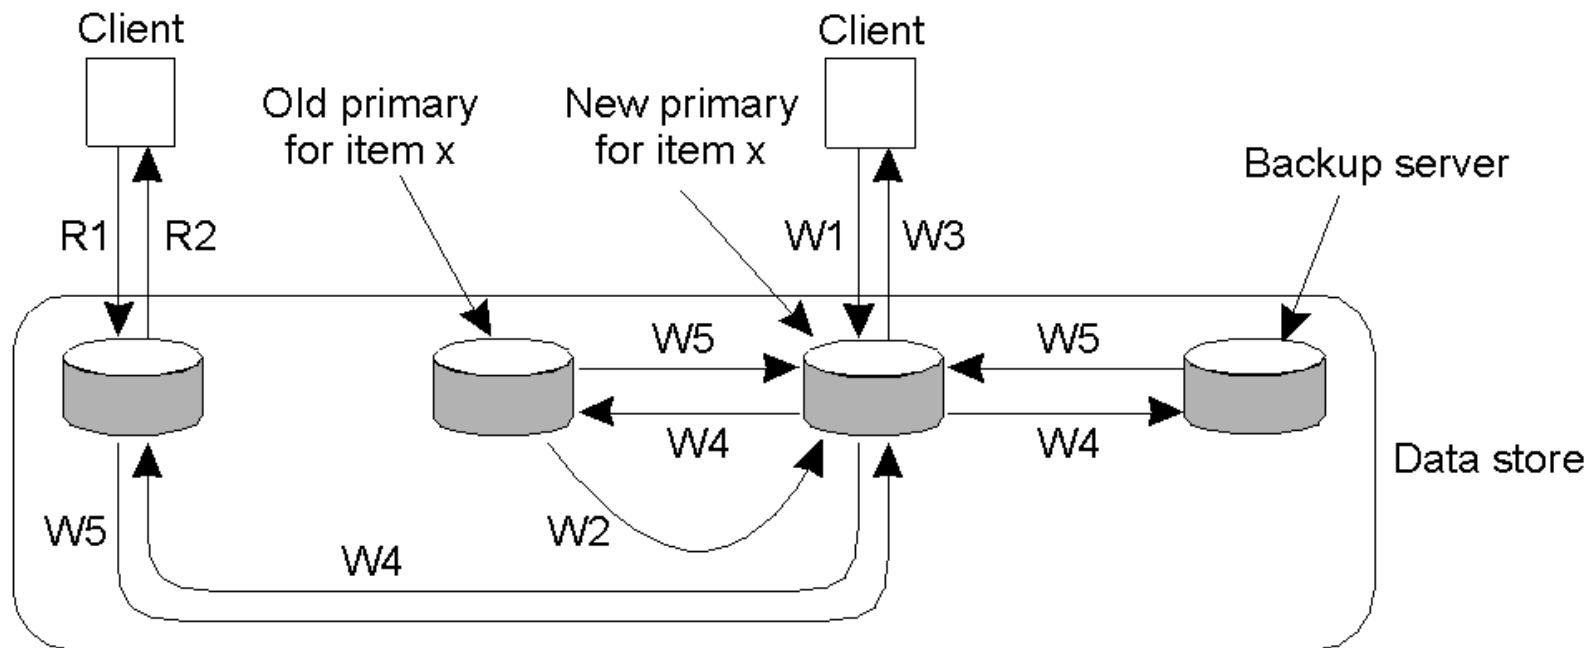 Client
Client
Old primary
for item x
New primary
for item x
Backup server
R1
R2
W1
W3
W5
W5
W4
W4
Data store
W5
W2
W4